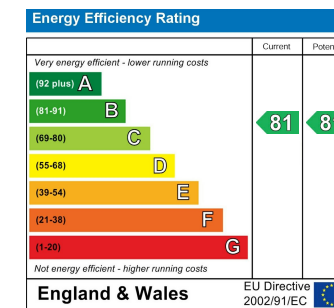 Energy Efficiency Rating
Current
Very energy efficient - lower running costs
(92 plus) A
(81-91) B
81
(69-80) C
(55-68) D
(39-54) E
(21-38) F
(1-20) G
Not energy efficient - higher running costs
England & Wales
EU Directive
2002/91/EC